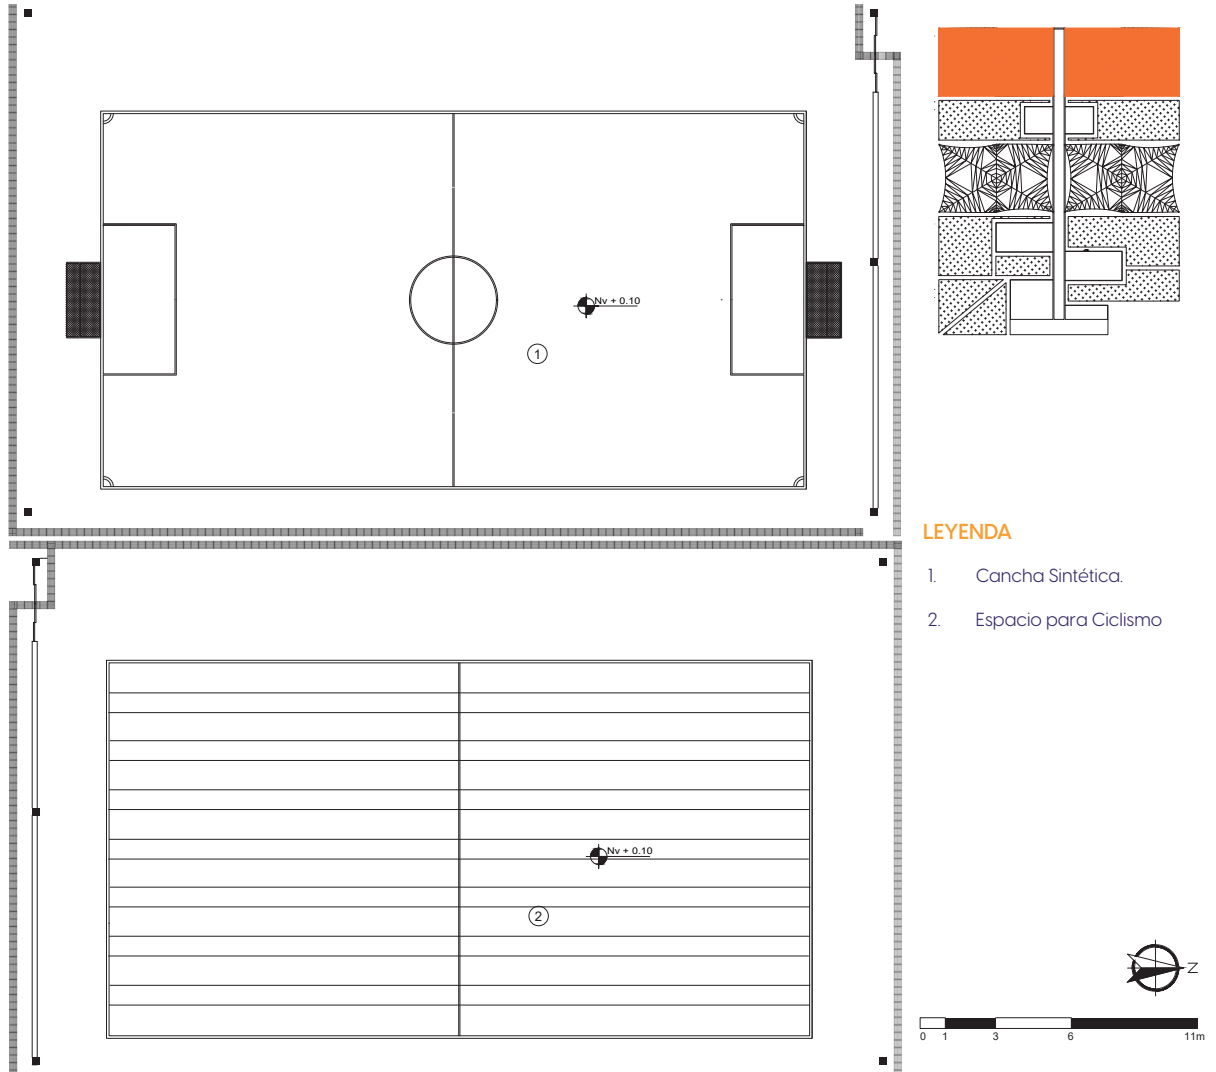 Nv + 0.10
1
LEYENDA
1. Cancha Sintética.
2. Espacio para Ciclismo
Nv + 0.10
2
N
0 1 3 6 11m